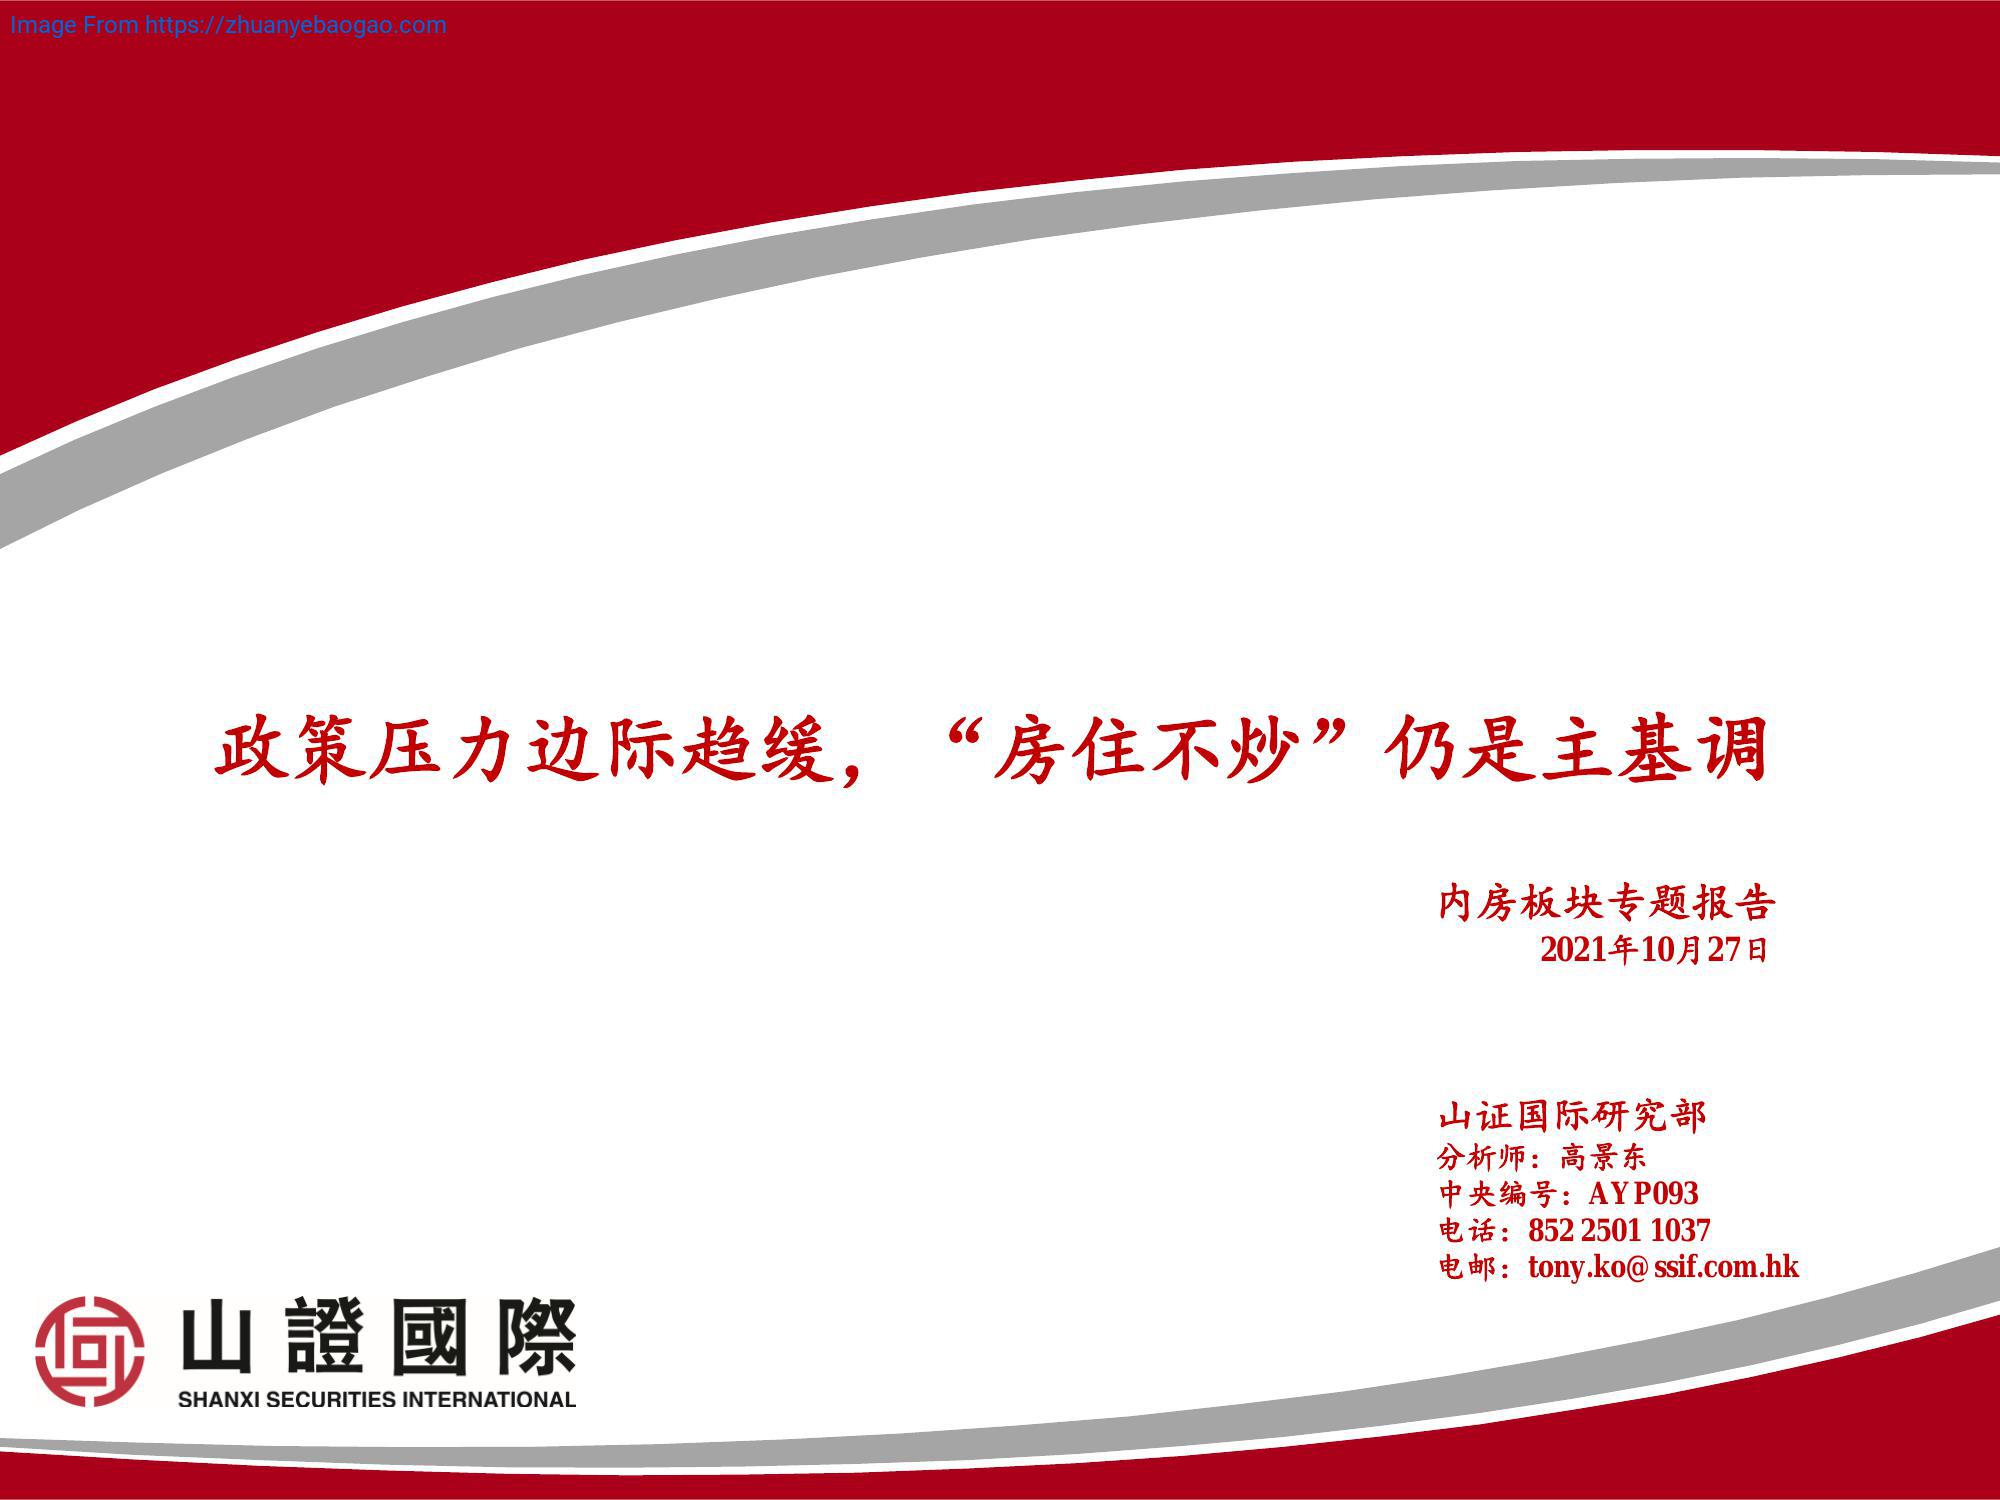 Image From https://zhuanyebaogao.com
政策压力边际趋缓，“房住不炒”仍是主基调
内房板块专题报告
2021年10月27日
山证国际研究部
分析师：高景东
中央编号：AYP093
电话：852 2501 1037
电邮：tony.ko@ssif.com.hk
山證國際
SHANXI SECURITIES INTERNATIONAL